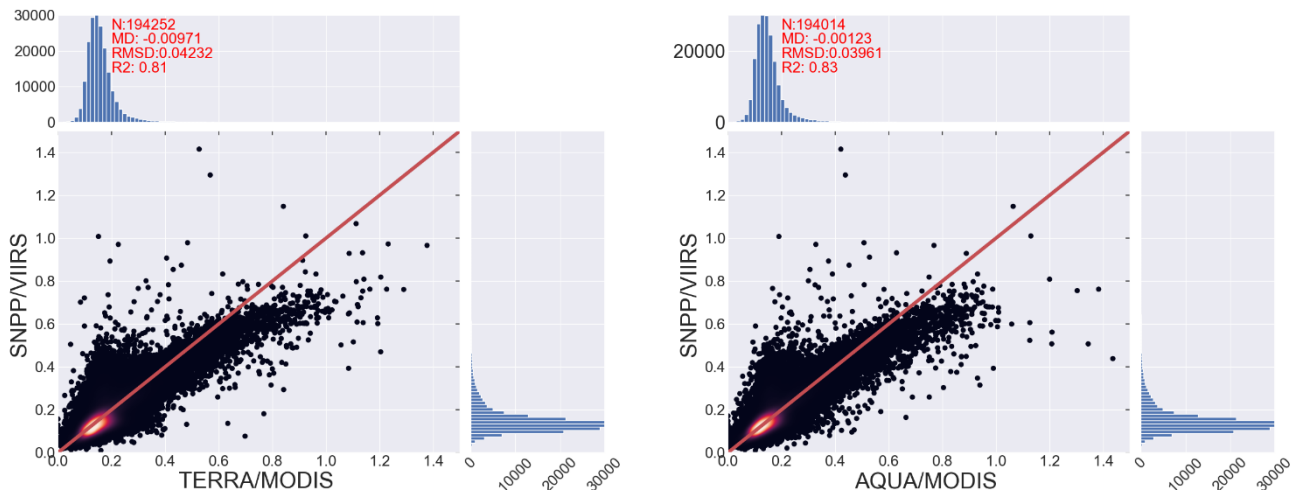 30000
20000
10000
0
N:194252
MD: -0.00971
RMSD:0.04232
R2: 0.81
1.4
1.2
1.0
0.8
0.6
0.4
0.2
0.0
SNPP/VIIRS
0.0 0.2 0.4 0.6 0.8 1.0 1.2 1.4
TERRA/MODIS
0 10000 20000 30000
20000
0
N:194014
MD: -0.00123
RMSD:0.03961
R2: 0.83
1.4
1.2
1.0
0.8
0.6
0.4
0.2
0.0
SNPP/VIIRS
0.0 0.2 0.4 0.6 0.8 1.0 1.2 1.4
AQUA/MODIS
0 10000 20000 30000